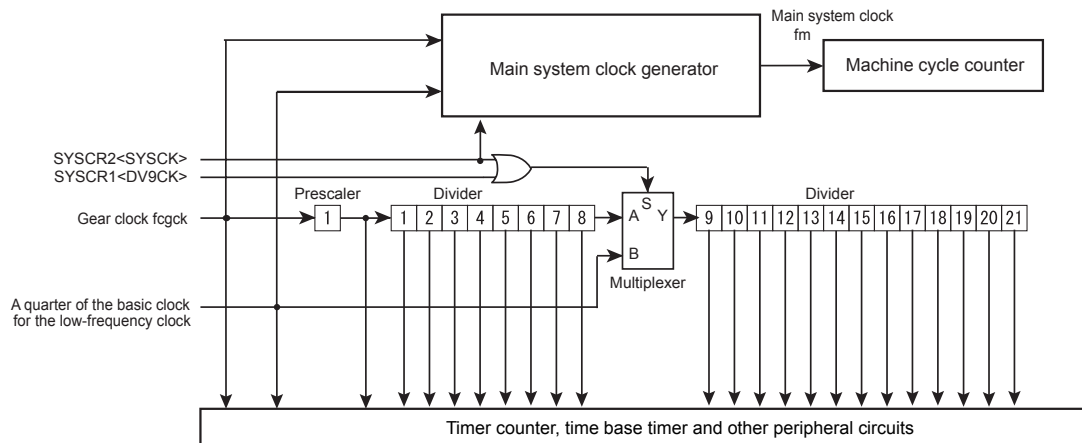 Main system clock
fm
Main system clock generator
Machine cycle counter
SYSCR2<SYSCK>
SYSCR1<DV9CK>
Prescaler
Divider
Divider
Gear clock fcgck
1
1 2 3 4 5 6 7 8
A S Y
B
9 10 11 12 13 14 15 16 17 18 19 20 21
Multiplexer
A quarter of the basic clock
for the low-frequency clock
Timer counter, time base timer and other peripheral circuits